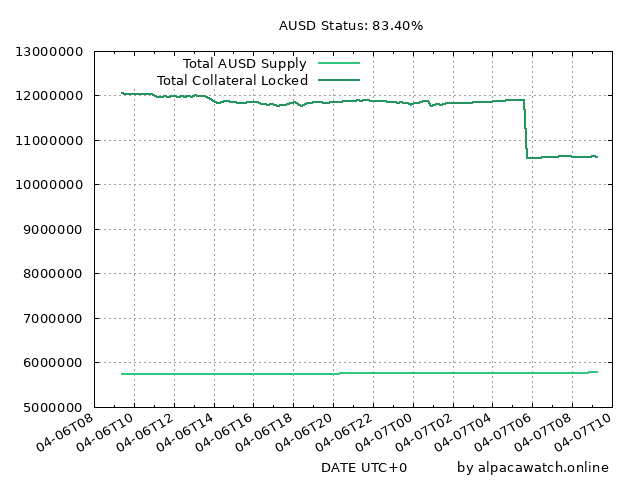 AUSD Status: 83.40%
13000000
12000000
11000000
10000000
9000000
8000000
7000000
6000000
5000000
Total AUSD Supply
Total Collateral Locked
04-06T08
04-06T10
04-06T12
04-06T14
04-06T16
04-06T18
04-06T20
04-06T22
04-07T00
04-07T02
04-07T04
04-07T06
04-07T08
04-07T10
DATE UTC+0
by alpacawatch.online